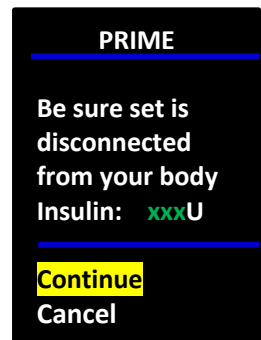 PRIME
Be sure set is
disconnected
from your body
Insulin: xxxU
Continue
Cancel